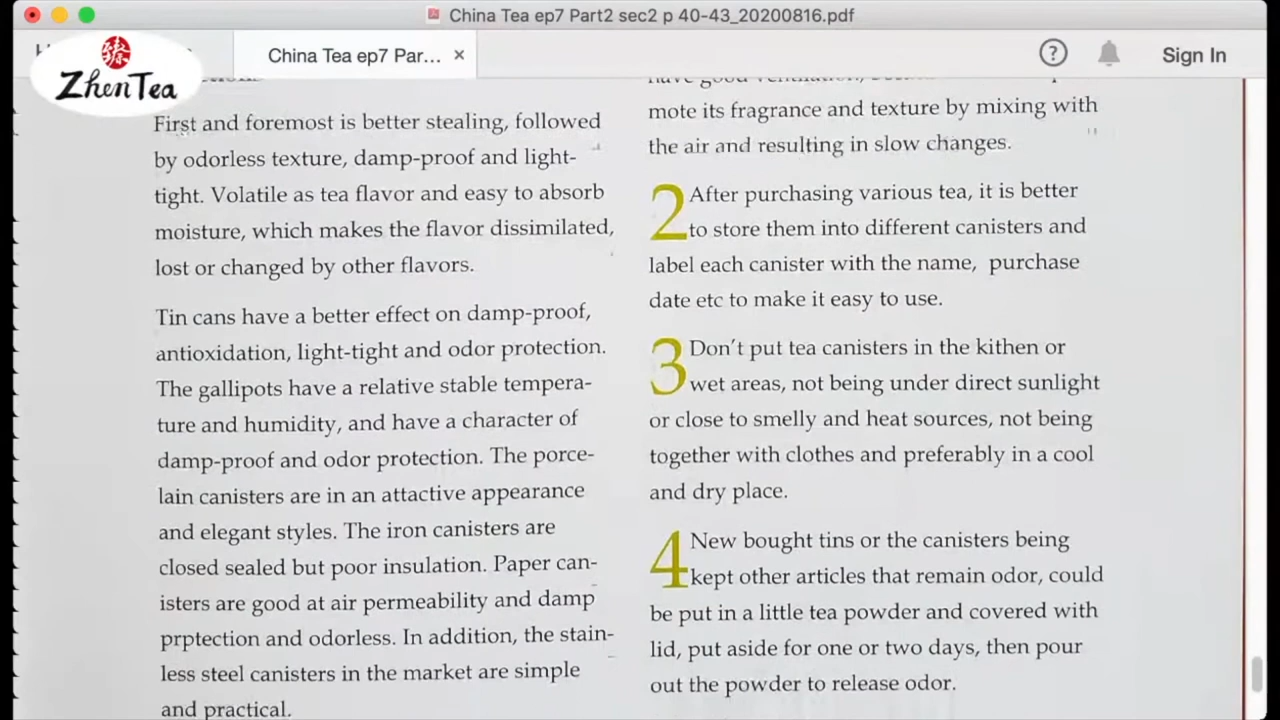 China Tea ep7 Part2 sec2 p 40-43_20200816.pdf
臻
ZhenTea
China Tea ep7 Par... ×
?
Sign In
First and foremost is better stealing, followed
by odorless texture, damp-proof and light-
tight. Volatile as tea flavor and easy to absorb
moisture, which makes the flavor dissimilated,
lost or changed by other flavors.
Tin cans have a better effect on damp-proof,
antioxidation, light-tight and odor protection.
The gallipots have a relative stable tempera-
ture and humidity, and have a character of
damp-proof and odor protection. The porce-
lain canisters are in an attactive appearance
and elegant styles. The iron canisters are
closed sealed but poor insulation. Paper can-
isters are good at air permeability and damp
prptection and odorless. In addition, the stain-
less steel canisters in the market are simple
and practical.
have good ventilation,
mote its fragrance and texture by mixing with
the air and resulting in slow changes.
2 After purchasing various tea, it is better
to store them into different canisters and
label each canister with the name, purchase
date etc to make it easy to use.
3 Don't put tea canisters in the kithen or
wet areas, not being under direct sunlight
or close to smelly and heat sources, not being
together with clothes and preferably in a cool
and dry place.
4 New bought tins or the canisters being
kept other articles that remain odor, could
be put in a little tea powder and covered with
lid, put aside for one or two days, then pour
out the powder to release odor.